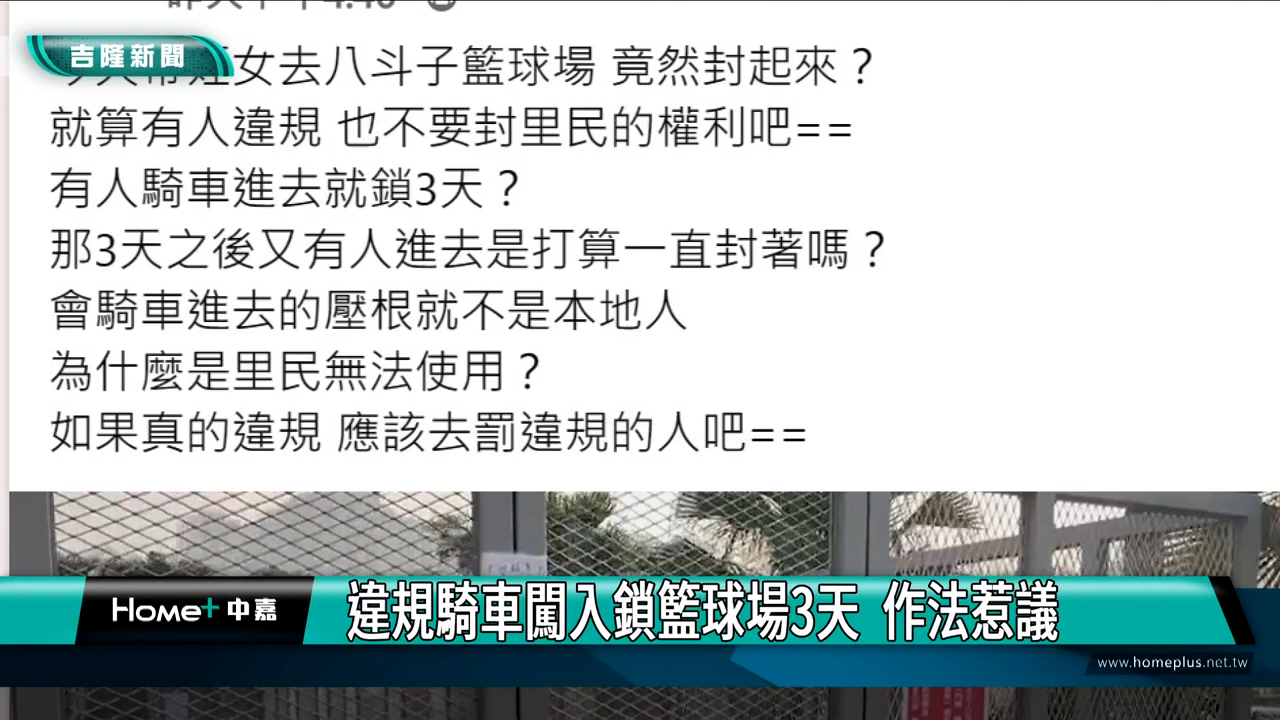 吉隆新聞
女去八斗子籃球場 竟然封起來？
就算有人違規 也不要封里民的權利吧==
有人騎車進去就鎖3天？
那3天之後又有人進去是打算一直封著嗎？
會騎車進去的壓根就不是本地人
為什麼是里民無法使用？
如果真的違規 應該去罰違規的人吧==
Home+ 中嘉
違規騎車闖入鎖籃球場3天 作法惹議
www.homeplus.net.tw